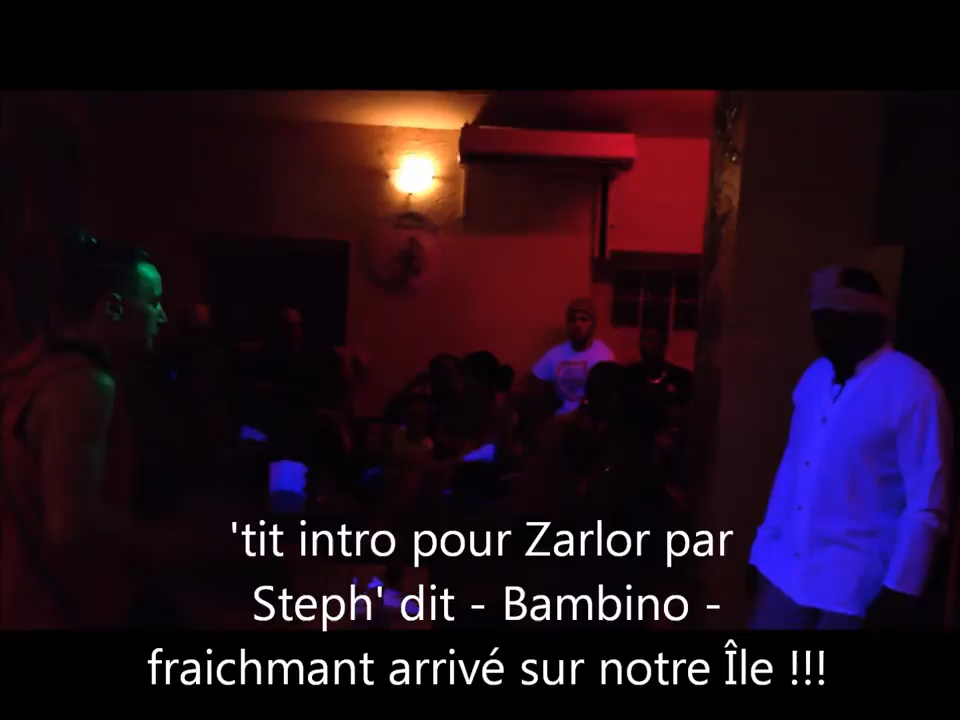 'tit intro pour Zarlor par
Steph' dit - Bambino -
fraichmant arrivé sur notre Île !!!